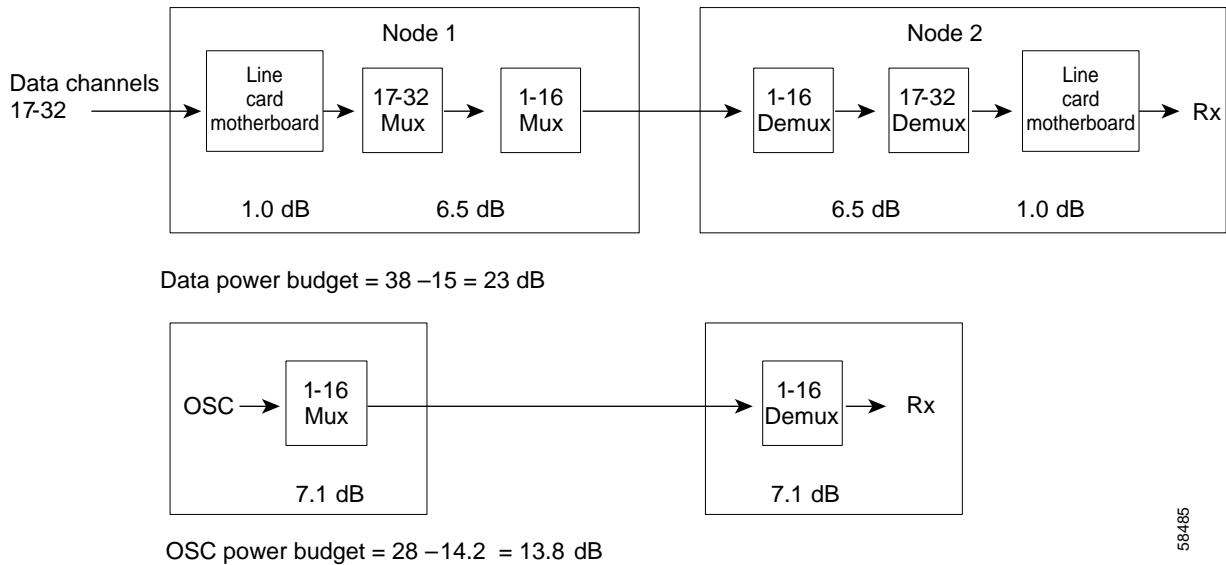 Node 1
Node 2
Data channels
17-32
Line
card
motherboard
17-32
Mux
1-16
Mux
1-16
Demux
17-32
Demux
Line
card
motherboard
Rx
1.0 dB
6.5 dB
6.5 dB
1.0 dB
Data power budget = 38 –15 = 23 dB
OSC
1-16
Mux
1-16
Demux
Rx
7.1 dB
7.1 dB
OSC power budget = 28 –14.2 = 13.8 dB
58485